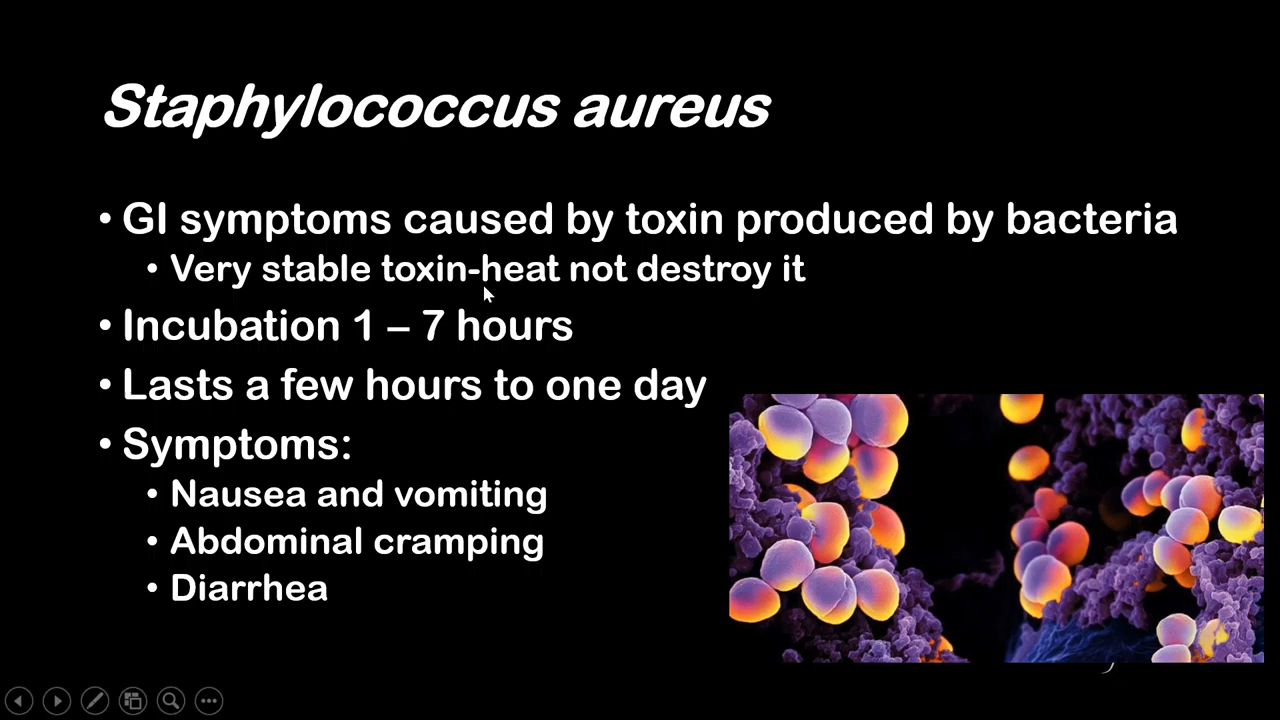 Staphylococcus aureus
• GI symptoms caused by toxin produced by bacteria
• Very stable toxin-heat not destroy it
• Incubation 1 – 7 hours
• Lasts a few hours to one day
• Symptoms:
• Nausea and vomiting
• Abdominal cramping
• Diarrhea